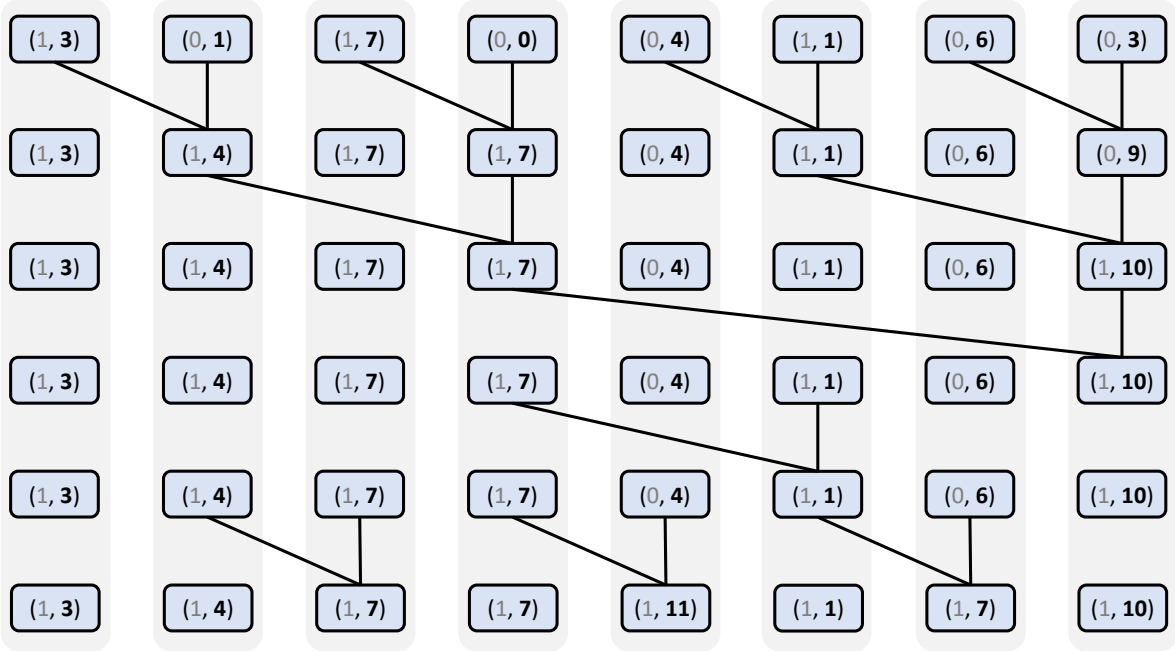 (1, 3) (0, 1) (1, 7) (0, 0) (0, 4) (1, 1) (0, 6) (0, 3)
(1, 3) (1, 4) (1, 7) (1, 7) (0, 4) (1, 1) (0, 6) (0, 9)
(1, 3) (1, 4) (1, 7) (1, 7) (0, 4) (1, 1) (0, 6) (1, 10)
(1, 3) (1, 4) (1, 7) (1, 7) (0, 4) (1, 1) (0, 6) (1, 10)
(1, 3) (1, 4) (1, 7) (1, 7) (0, 4) (1, 1) (0, 6) (1, 10)
(1, 3) (1, 4) (1, 7) (1, 7) (1, 11) (1, 1) (1, 7) (1, 10)